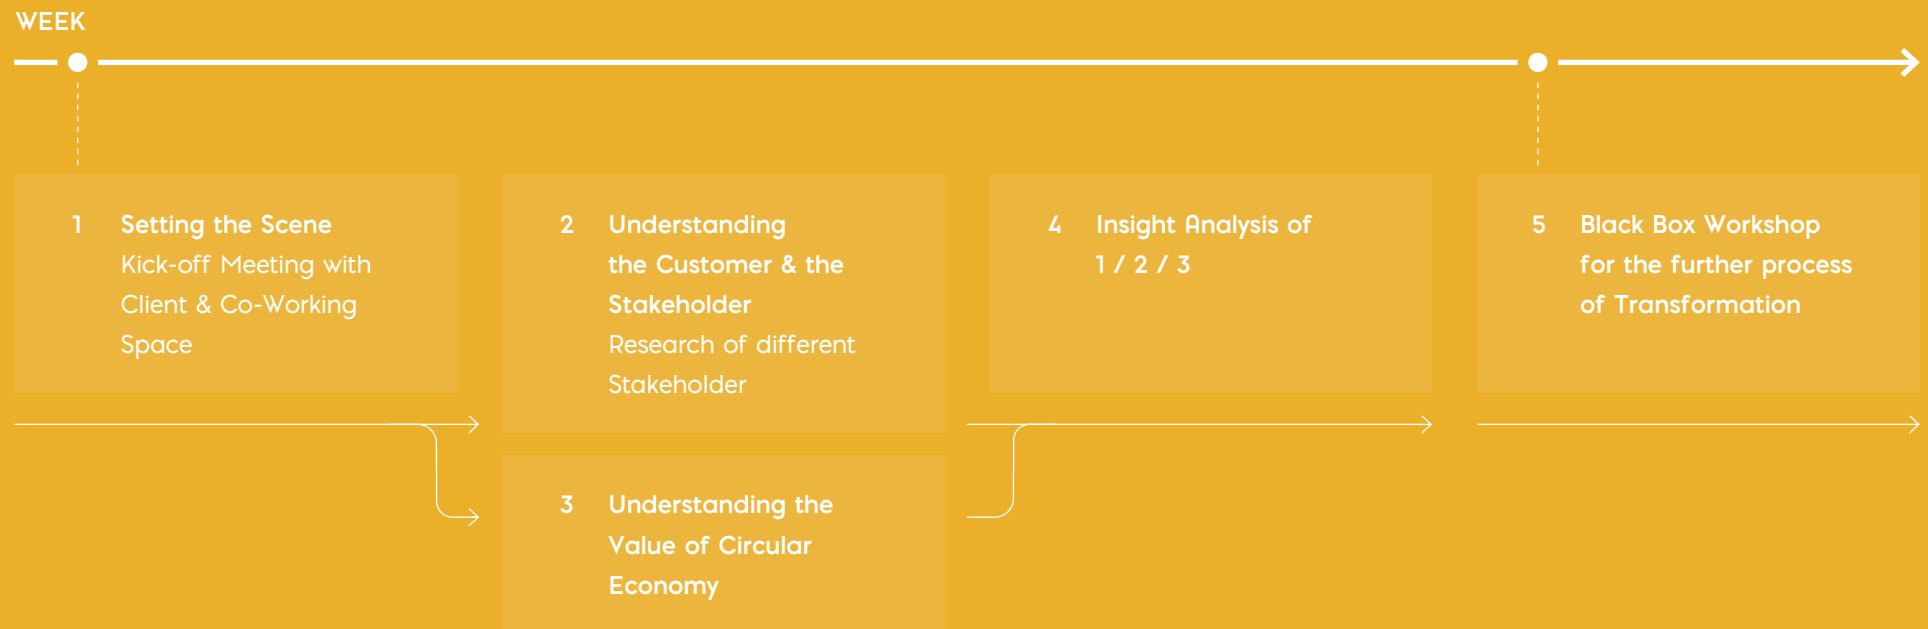 WEEK
1 Setting the Scene
Kick-off Meeting with
Client & Co-Working
Space
2 Understanding
the Customer & the
Stakeholder
Research of different
Stakeholder
3 Understanding the
Value of Circular
Economy
4 Insight Analysis of
1 / 2 / 3
5 Black Box Workshop
for the further process
of Transformation